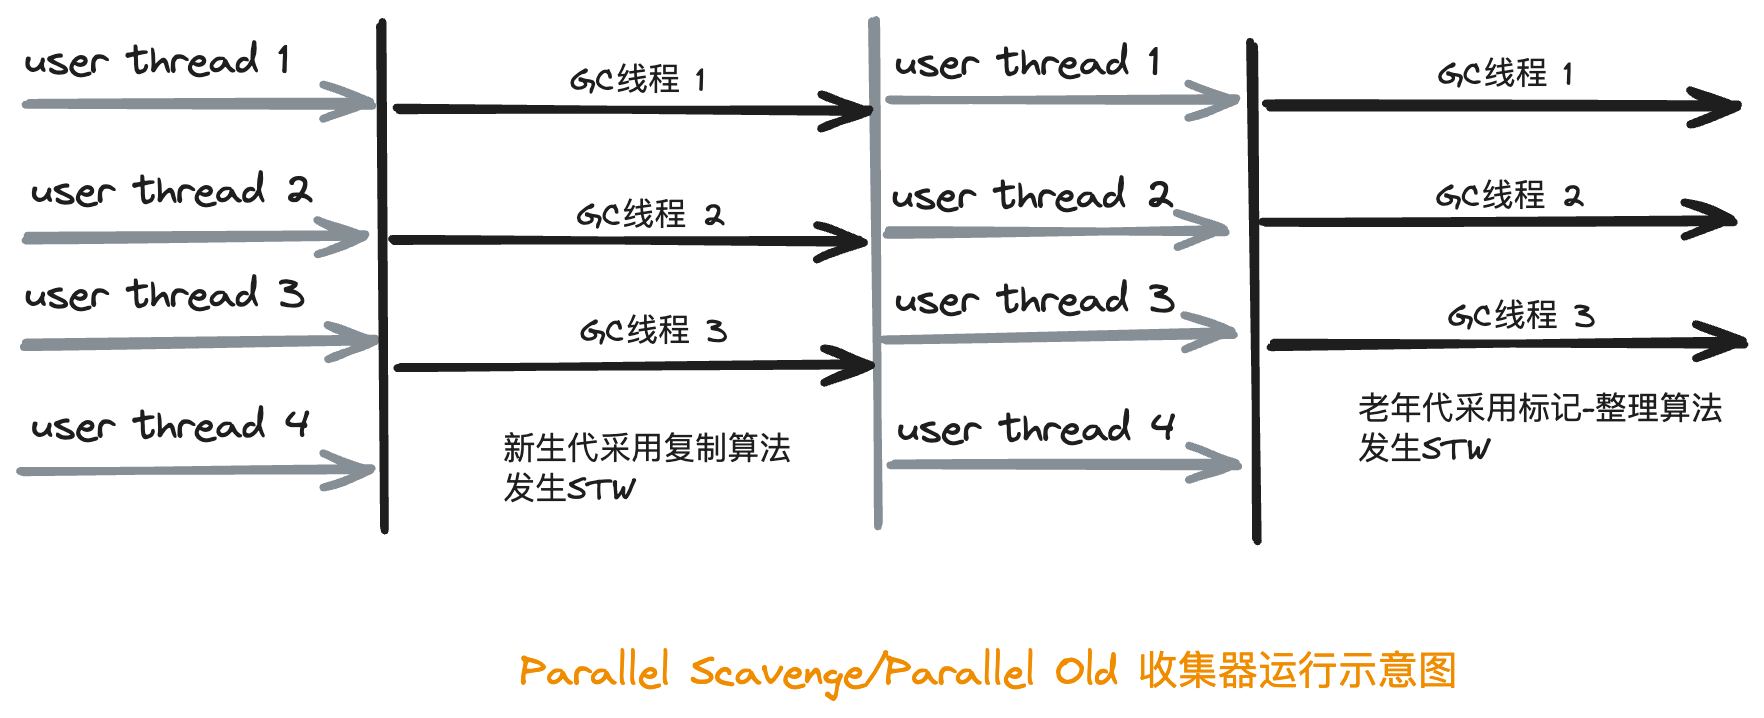 user thread 1
user thread 2
user thread 3
user thread 4
GC线程 1
GC线程 2
GC线程 3
新生代采用复制算法
发生STW
user thread 1
user thread 2
user thread 3
user thread 4
GC线程 1
GC线程 2
GC线程 3
老年代采用标记-整理算法
发生STW
Parallel Scavenge/Parallel Old 收集器运行示意图